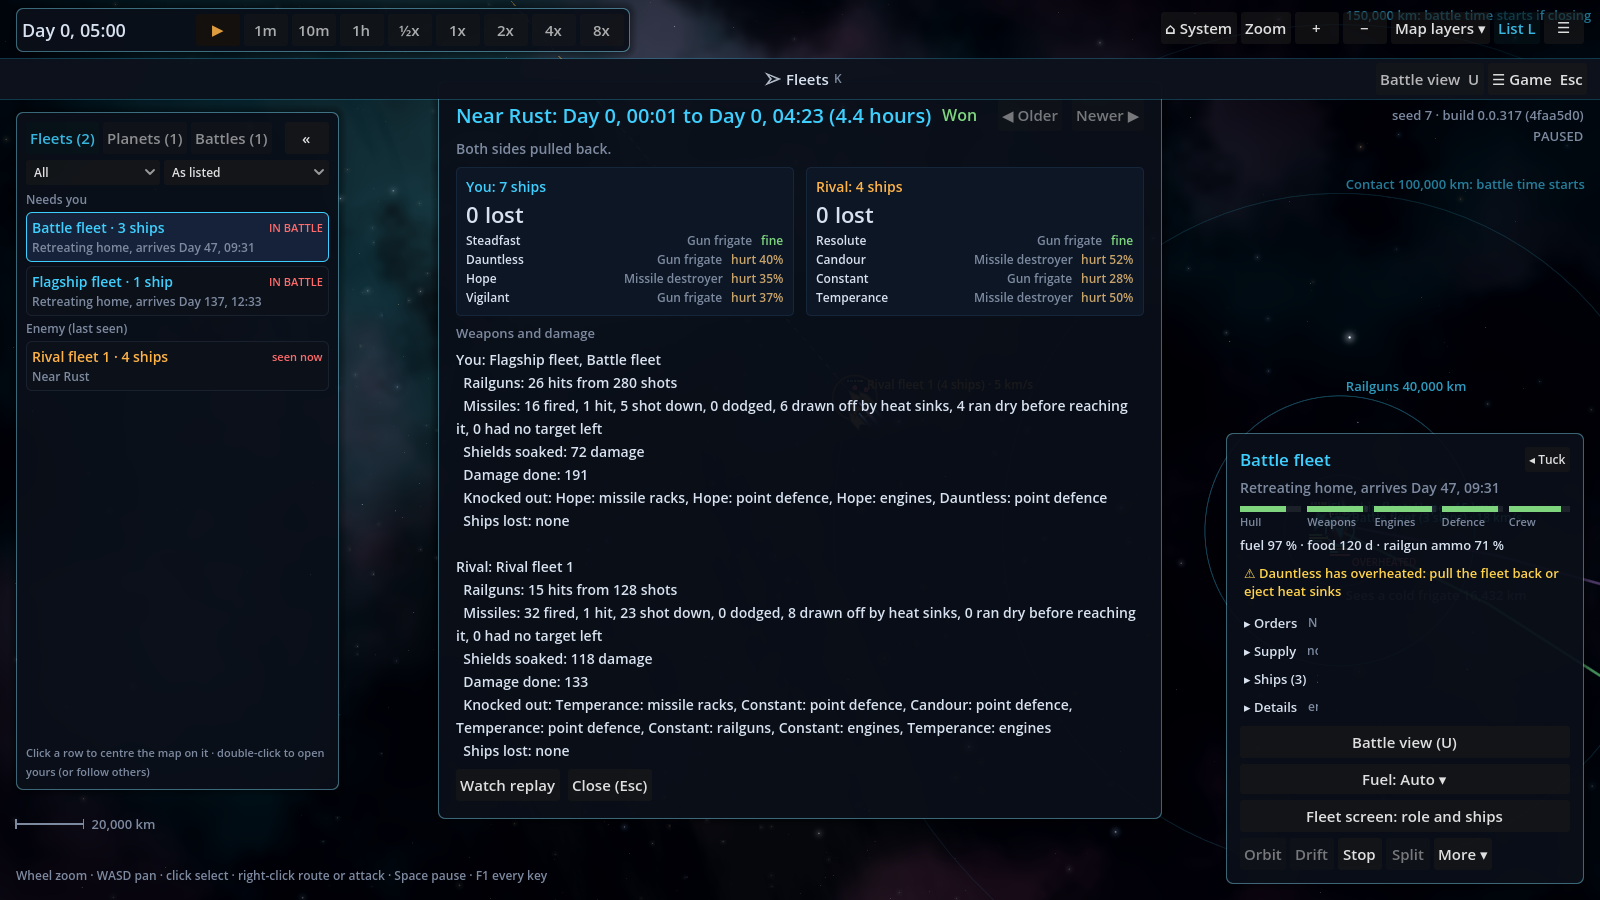 Day 0, 05:00
▶ 1m 10m 1h ½x 1x 2x 4x 8x
150,000 km: battle time starts if closing
⌂ System Zoom + − Map layers ▾ List L ☰
Fleets K
Battle view U ☰ Game Esc
Fleets (2) Planets (1) Battles (1) «
All As listed
Needs you
Battle fleet · 3 ships IN BATTLE
Retreating home, arrives Day 47, 09:31
Flagship fleet · 1 ship IN BATTLE
Retreating home, arrives Day 137, 12:33
Enemy (last seen)
Rival fleet 1 · 4 ships seen now
Near Rust
Click a row to centre the map on it · double-click to open
yours (or follow others)
20,000 km
Wheel zoom · WASD pan · click select · right-click route or attack · Space pause · F1 every key
Near Rust: Day 0, 00:01 to Day 0, 04:23 (4.4 hours) Won ◀ Older Newer ▶
Both sides pulled back.
You: 7 ships
0 lost
Steadfast Gun frigate fine
Dauntless Gun frigate hurt 40%
Hope Missile destroyer hurt 35%
Vigilant Gun frigate hurt 37%
Rival: 4 ships
0 lost
Resolute Gun frigate fine
Candour Missile destroyer hurt 52%
Constant Gun frigate hurt 28%
Temperance Missile destroyer hurt 50%
Weapons and damage
You: Flagship fleet, Battle fleet
Railguns: 26 hits from 280 shots
Rival fleet 1 (4 ships) · 5 km/s
Missiles: 16 fired, 1 hit, 5 shot down, 0 dodged, 6 drawn off by heat sinks, 4 ran dry before reaching
it, 0 had no target left
Shields soaked: 72 damage
Damage done: 191
Knocked out: Hope: missile racks, Hope: point defence, Hope: engines, Dauntless: point defence
Ships lost: none
Rival: Rival fleet 1
Railguns: 15 hits from 128 shots
Missiles: 32 fired, 1 hit, 23 shot down, 0 dodged, 8 drawn off by heat sinks, 0 ran dry before reaching
it, 0 had no target left
Shields soaked: 118 damage
Damage done: 133
Knocked out: Temperance: missile racks, Constant: point defence, Candour: point defence,
Temperance: point defence, Constant: railguns, Constant: engines, Temperance: engines
Ships lost: none
Watch replay Close (Esc)
seed 7 · build 0.0.317 (4faa5d0)
PAUSED
Contact 100,000 km: battle time starts
Railguns 40,000 km
Battle fleet ◂ Tuck
Retreating home, arrives Day 47, 09:31
Hull Weapons Engines Defence Crew
fuel 97 % · food 120 d · railgun ammo 71 %
⚠ Dauntless has overheated: pull the fleet back or
eject heat sinks
▸ Orders N
▸ Supply
▸ Ships (3)
▸ Details
Battle view (U)
Fuel: Auto ▾
Fleet screen: role and ships
Orbit Drift Stop Split More ▾